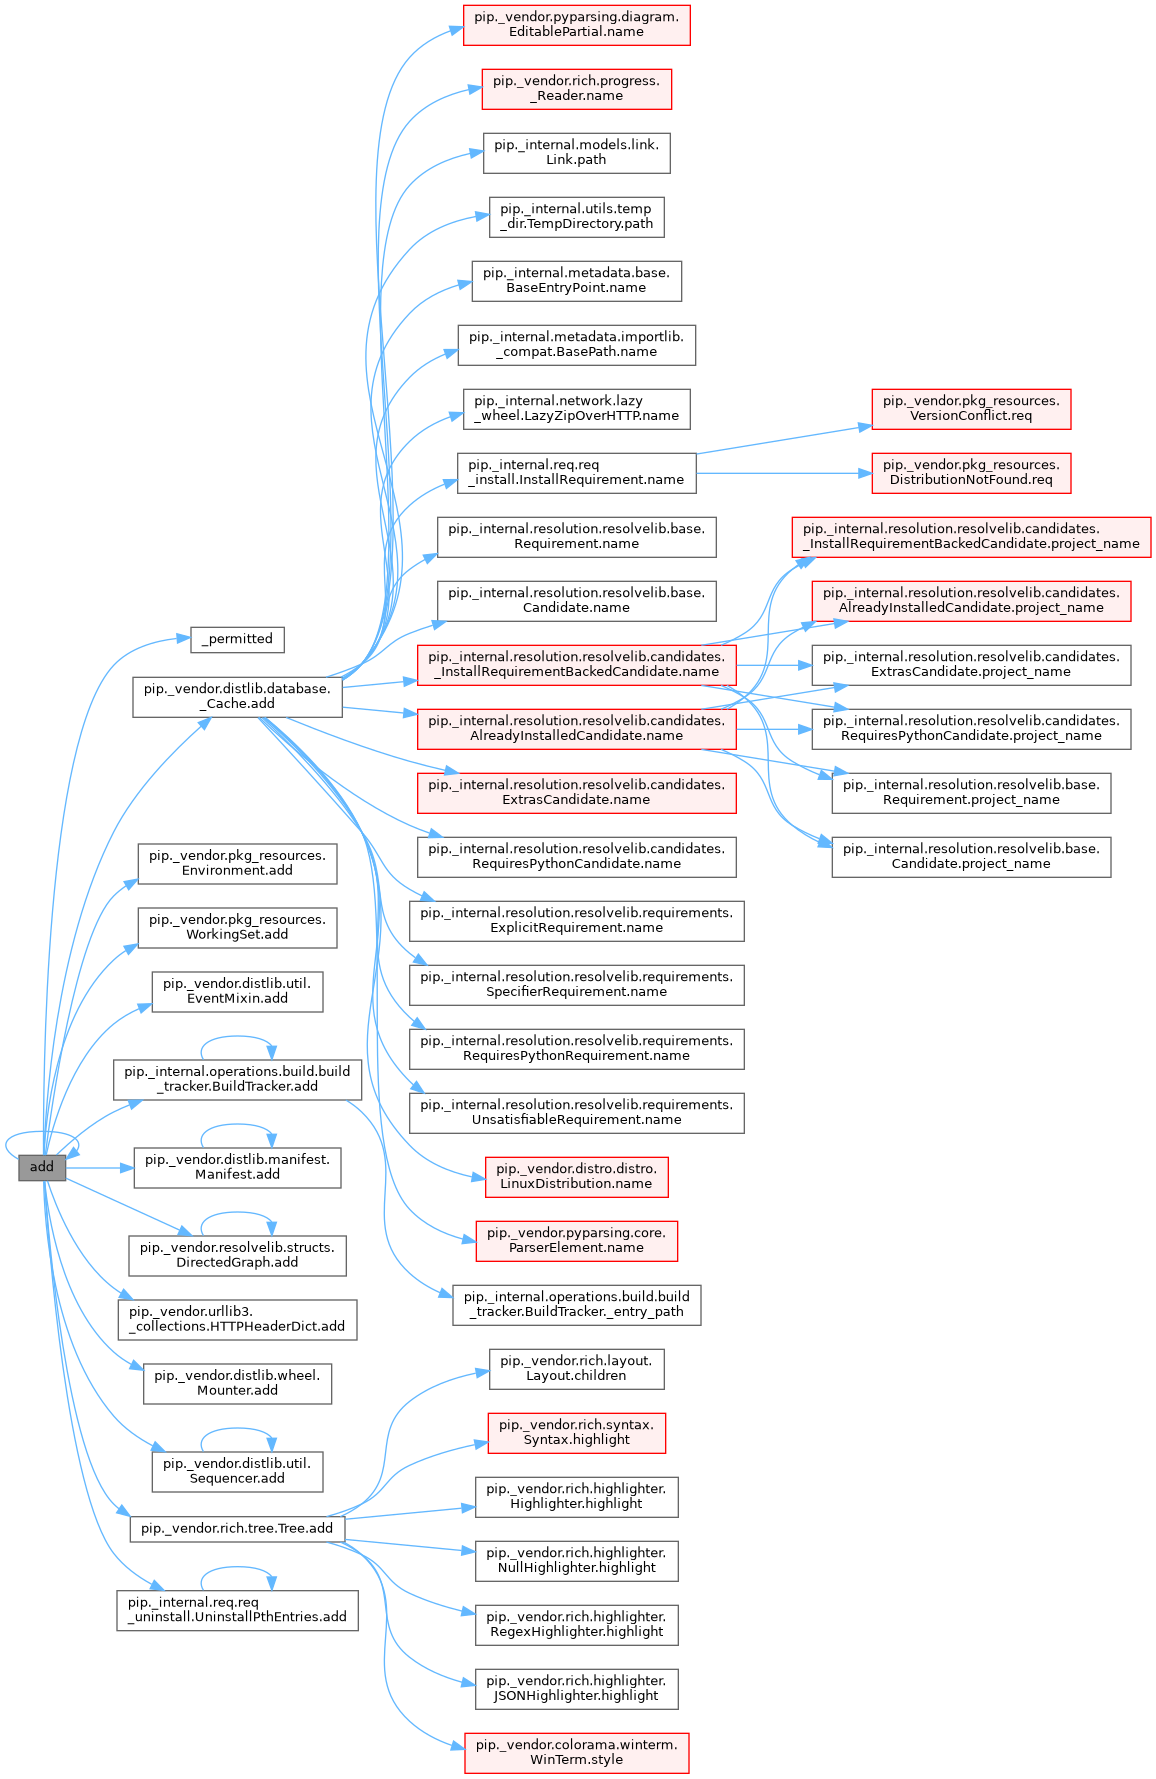 pip._vendor.pyparsing.diagram.
EditablePartial.name
pip._vendor.rich.progress.
_Reader.name
pip._internal.models.link.
Link.path
pip._internal.utils.temp
_dir.TempDirectory.path
pip._internal.metadata.base.
BaseEntryPoint.name
pip._internal.metadata.importlib.
_compat.BasePath.name
pip._internal.network.lazy
_wheel.LazyZipOverHTTP.name
pip._internal.req.req
_install.InstallRequirement.name
pip._vendor.pkg_resources.
VersionConflict.req
pip._vendor.pkg_resources.
DistributionNotFound.req
pip._internal.resolution.resolvelib.base.
Requirement.name
pip._internal.resolution.resolvelib.base.
Candidate.name
pip._internal.resolution.resolvelib.candidates.
_InstallRequirementBackedCandidate.name
pip._internal.resolution.resolvelib.candidates.
AlreadyInstalledCandidate.name
pip._internal.resolution.resolvelib.candidates.
ExtrasCandidate.name
pip._internal.resolution.resolvelib.candidates.
RequiresPythonCandidate.name
pip._internal.resolution.resolvelib.requirements.
ExplicitRequirement.name
pip._internal.resolution.resolvelib.requirements.
SpecifierRequirement.name
pip._internal.resolution.resolvelib.requirements.
RequiresPythonRequirement.name
pip._internal.resolution.resolvelib.requirements.
UnsatisfiableRequirement.name
pip._vendor.distro.distro.
LinuxDistribution.name
pip._vendor.pyparsing.core.
ParserElement.name
pip._internal.operations.build.build
_tracker.BuildTracker._entry_path
pip._vendor.rich.layout.
Layout.children
pip._vendor.rich.syntax.
Syntax.highlight
pip._vendor.rich.highlighter.
Highlighter.highlight
pip._vendor.rich.highlighter.
NullHighlighter.highlight
pip._vendor.rich.highlighter.
RegexHighlighter.highlight
pip._vendor.rich.highlighter.
JSONHighlighter.highlight
pip._vendor.colorama.winterm.
WinTerm.style
pip._internal.resolution.resolvelib.candidates.
_InstallRequirementBackedCandidate.project_name
pip._internal.resolution.resolvelib.candidates.
AlreadyInstalledCandidate.project_name
pip._internal.resolution.resolvelib.candidates.
ExtrasCandidate.project_name
pip._internal.resolution.resolvelib.candidates.
RequiresPythonCandidate.project_name
pip._internal.resolution.resolvelib.base.
Requirement.project_name
pip._internal.resolution.resolvelib.base.
Candidate.project_name
_permitted
pip._vendor.distlib.database.
_Cache.add
pip._vendor.pkg_resources.
Environment.add
pip._vendor.pkg_resources.
WorkingSet.add
pip._vendor.distlib.util.
EventMixin.add
pip._internal.operations.build.build
_tracker.BuildTracker.add
add
pip._vendor.distlib.manifest.
Manifest.add
pip._vendor.resolvelib.structs.
DirectedGraph.add
pip._vendor.urllib3.
_collections.HTTPHeaderDict.add
pip._vendor.distlib.wheel.
Mounter.add
pip._vendor.distlib.util.
Sequencer.add
pip._vendor.rich.tree.Tree.add
pip._internal.req.req
_uninstall.UninstallPthEntries.add